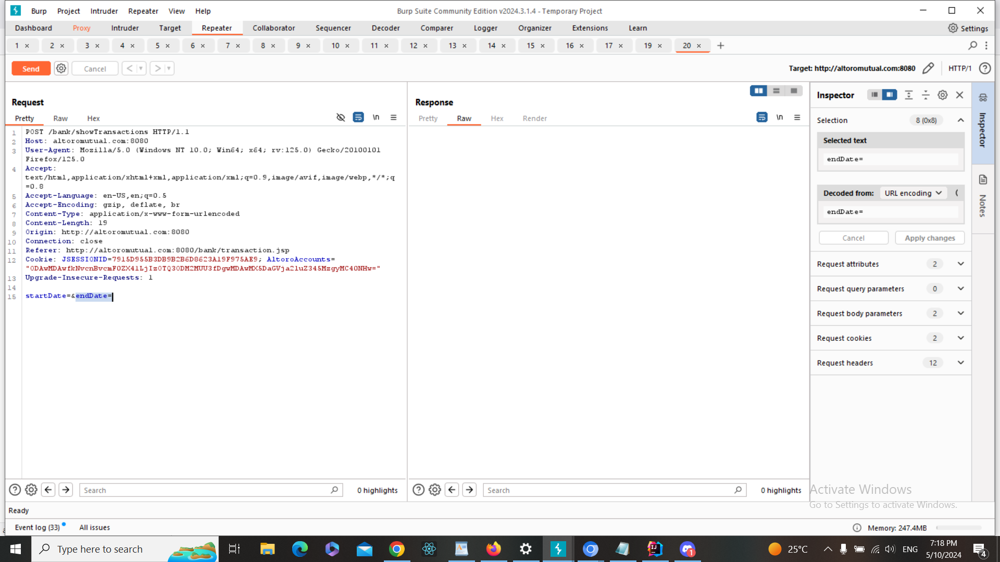 Burp Project Intruder Repeater View Help
Burp Suite Community Edition v2024.3.1.4 - Temporary Project
Dashboard Proxy Intruder Target Repeater Collaborator Sequencer Decoder Comparer Logger Organizer Extensions Learn
Settings
1 × 2 × 3 × 4 × 5 × 6 × 7 × 8 × 9 × 10 × 11 × 12 × 13 × 14 × 15 × 16 × 17 × 19 × 20 × +
Send Cancel < >
Target: http://altoromutual.com:8080 HTTP/1
Request
Pretty Raw Hex
\n
1 POST /bank/showTransactions HTTP/1.1
2 Host: altoromutual.com:8080
3 User-Agent: Mozilla/5.0 (Windows NT 10.0; Win64; x64; rv:125.0) Gecko/20100101
Firefox/125.0
4 Accept:
text/html,application/xhtml+xml,application/xml;q=0.9,image/avif,image/webp,*/*;q
=0.8
5 Accept-Language: en-US,en;q=0.5
6 Accept-Encoding: gzip, deflate, br
7 Content-Type: application/x-www-form-urlencoded
8 Content-Length: 19
9 Origin: http://altoromutual.com:8080
10 Connection: close
11 Referer: http://altoromutual.com:8080/bank/transaction.jsp
12 Cookie: JSESSIONID=7915D955B3DB9B2B6D8623A19F975AE9; AltoroAccounts=
13 Upgrade-Insecure-Requests: 1
14
15 startDate=&endDate=
Response
Pretty Raw Hex Render
\n
Inspector
Selection 8 (0x8)
Selected text
endDate=
Decoded from: URL encoding
endDate=
Cancel Apply changes
Request attributes 2
Request query parameters 0
Request body parameters 2
Request cookies 2
Request headers 12
Inspector
Notes
Search 0 highlights
Search 0 highlights
Activate Windows
Go to Settings to activate Windows.
Ready
Event log (33) All issues
Memory: 247.4MB
Type here to search
25°C
ENG
7:18 PM
5/10/2024
4
1